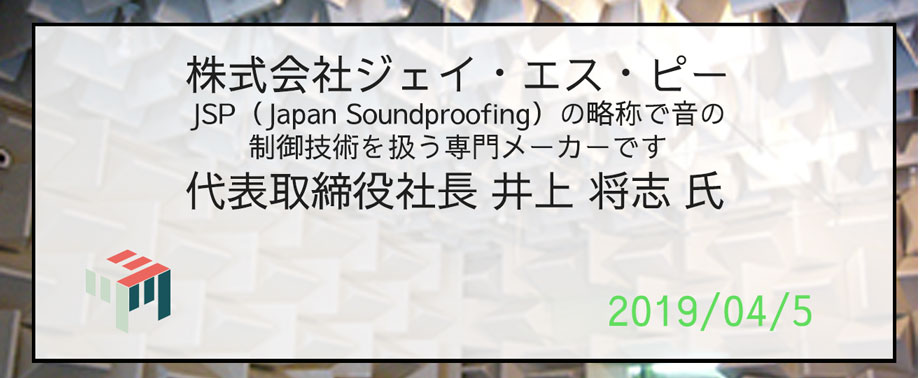 株式会社ジェイ・エス・ピー
JSP（Japan Soundproofing）の略称で音の
制御技術を扱う専門メーカーです
代表取締役社長 井上 将志 氏
2019/04/5